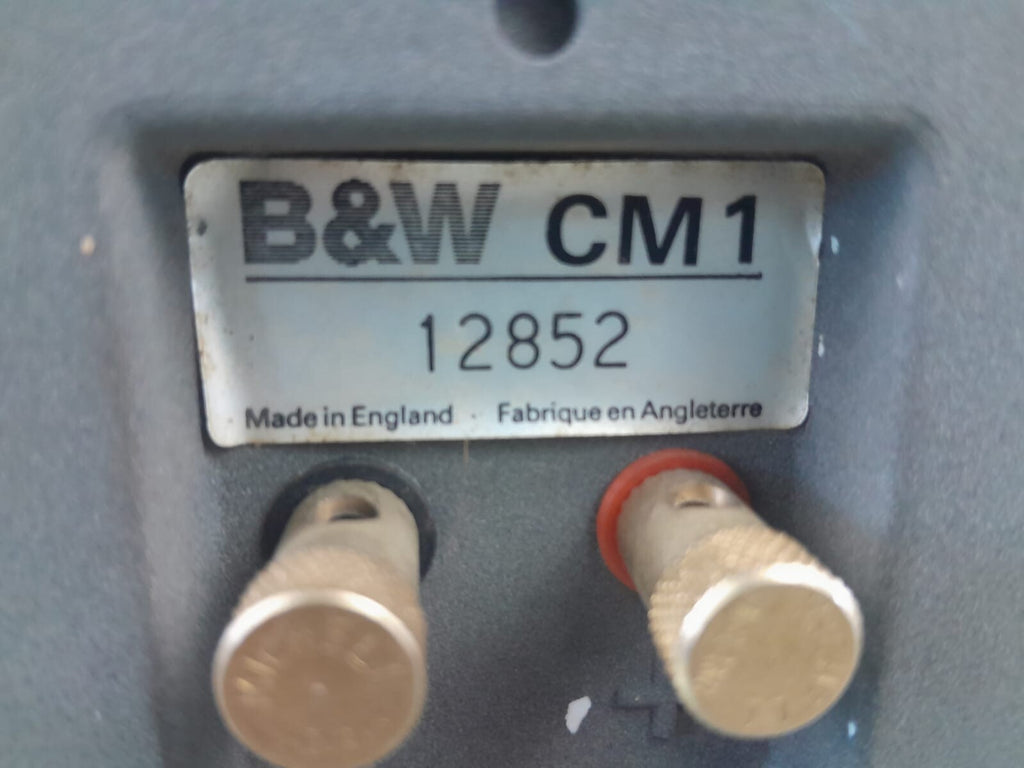 B&W CM1
12852
Made in England · Fabrique en Angleterre
+